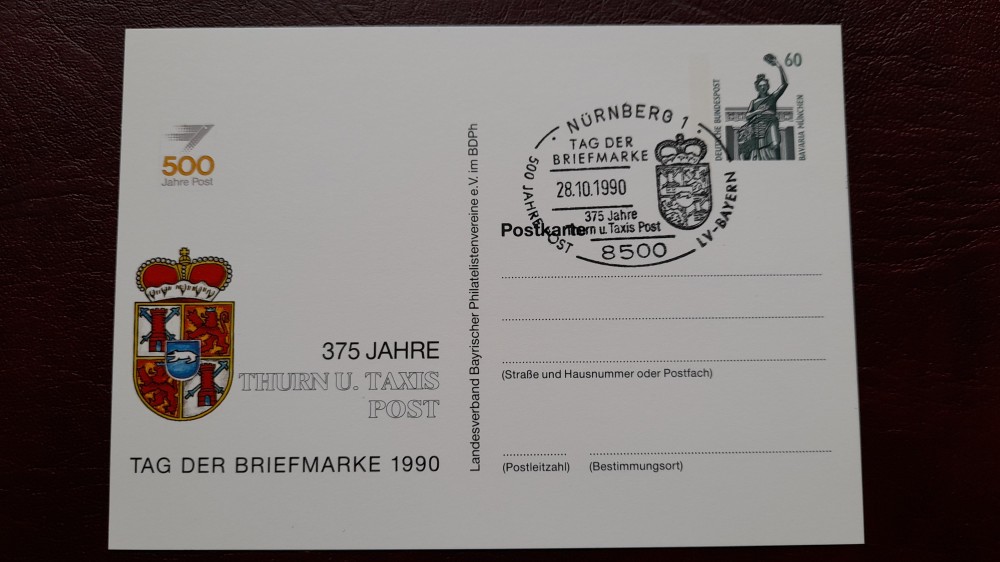 500
Jahre Post
375 JAHRE
THURN U. TAXIS
POST
TAG DER BRIEFMARKE 1990
Landesverband Bayrischer Philatelistenvereine e.V. im BDPh
60
DEUTSCHE BUNDESPOST
BAVARIA MÜNCHEN
NÜRNBERG 1
TAG DER
BRIEFMARKE
28.10.1990
375 Jahre
Thurn u. Taxis Post
8500
500 JAHRE POST
LV-BAYERN
Postkarte
(Straße und Hausnummer oder Postfach)
(Postleitzahl) (Bestimmungsort)